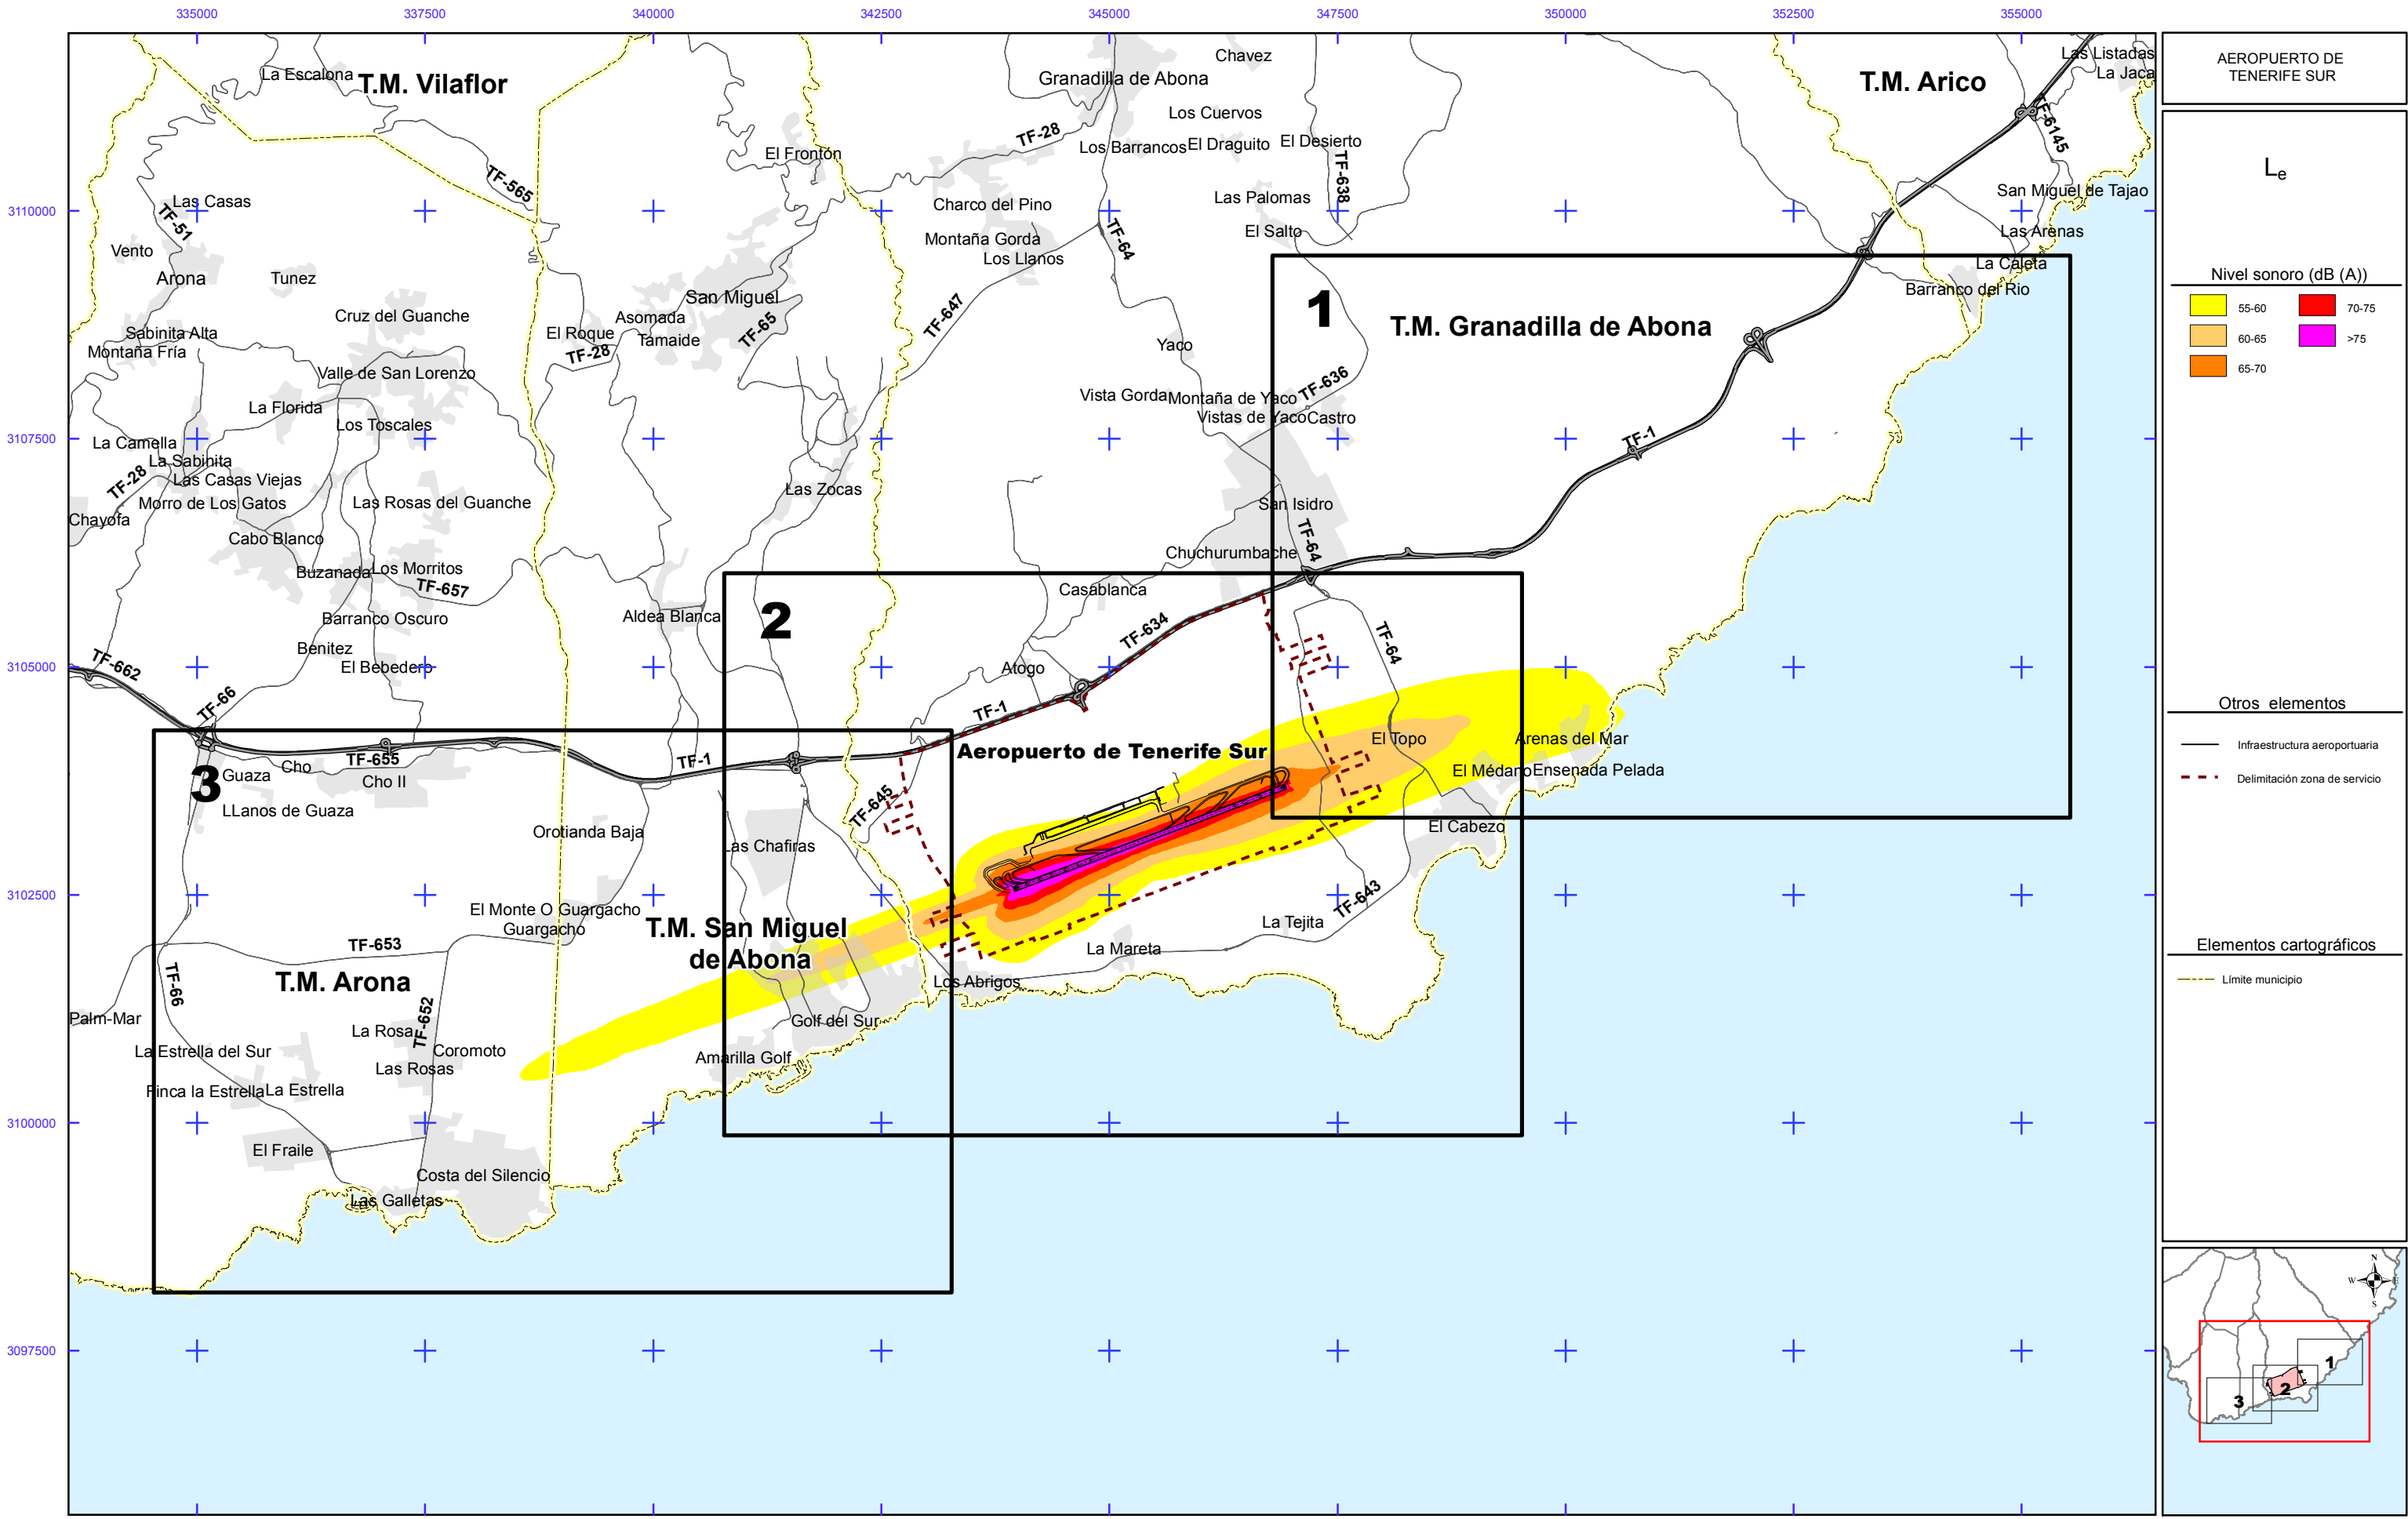 335000 337500 340000 342500 345000 347500 350000 352500 355000
3110000
3107500
3105000
3102500
3100000
3097500
La Escalona
T.M. Vilaflor
Granadilla de Abona
Chavez
T.M. Arico
Las Listadas
La Jaca
Los Cuervos
TF-28
El Frontón
Los Barrancos
El Draguito
El Desierto
TF-6145
TF-565
TF-638
Las Casas
TF-51
Charco del Pino
Las Palomas
San Miguel de Tajao
Vento
Montaña Gorda
Los Llanos
TF-64
El Salto
Las Arenas
La Caleta
Barranco del Rio
Arona
Tunez
San Miguel
Cruz del Guanche
Asomada
El Roque
Tamaide
TF-65
TF-28
TF-647
1
T.M. Granadilla de Abona
Sabinita Alta
Montaña Fría
Yaco
Valle de San Lorenzo
Vista Gorda
Montaña de Yaco
TF-636
Vistas de Yaco
Castro
La Florida
Los Toscales
La Camella
La Sabinita
TF-28
Las Casas Viejas
Morro de Los Gatos
Las Rosas del Guanche
Las Zocas
TF-1
Chayofa
San Isidro
Cabo Blanco
TF-64
Chuchurumbache
Buzanada
Los Morritos
TF-657
Casablanca
Barranco Oscuro
Aldea Blanca
2
TF-634
TF-64
Benitez
El Bebedero
Atogo
TF-662
TF-66
TF-1
Aeropuerto de Tenerife Sur
El Topo
Arenas del Mar
El Médano
Ensenada Pelada
3
Guaza
Cho
TF-655
Cho II
TF-1
LLanos de Guaza
TF-645
Orotianda Baja
Las Chafiras
El Cabezo
El Monte O Guargacho
Guargacho
T.M. San Miguel
de Abona
TF-643
La Tejita
La Mareta
TF-653
T.M. Arona
TF-66
Los Abrigos
Palm-Mar
La Rosa
TF-652
Golf del Sur
La Estrella del Sur
Coromoto
Amarilla Golf
Las Rosas
Finca la Estrella
La Estrella
El Fraile
Costa del Silencio
Las Galletas
AEROPUERTO DE
TENERIFE SUR
Le
Nivel sonoro (dB (A))
55-60 70-75
60-65 >75
65-70
Otros elementos
Infraestructura aeroportuaria
Delimitación zona de servicio
Elementos cartográficos
Límite municipio
N
W E
S
1
2
3